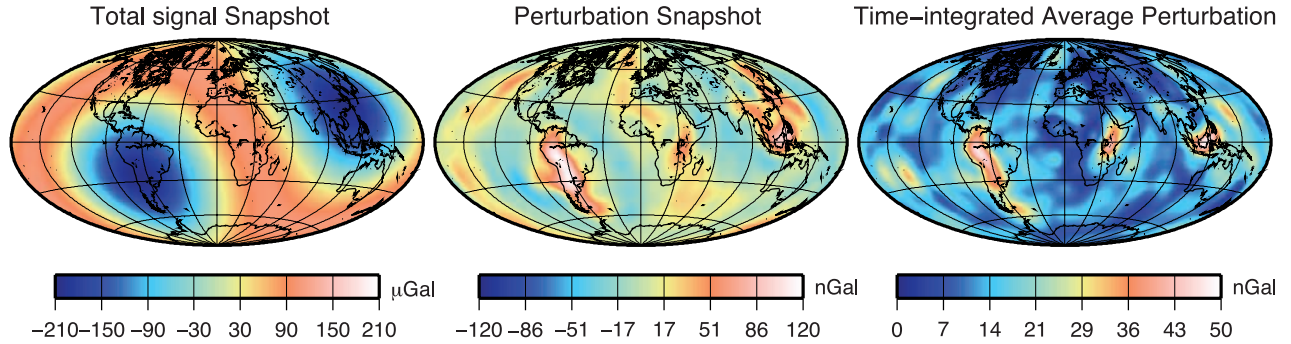 Total signal Snapshot
Perturbation Snapshot
Time−integrated Average Perturbation
μGal
−210 −150 −90 −30 30 90 150 210
nGal
−120 −86 −51 −17 17 51 86 120
nGal
0 7 14 21 29 36 43 50